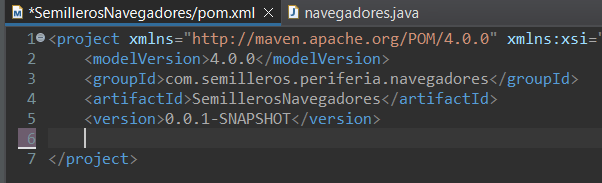 *SemillerosNavegadores/pom.xml navegadores.java
1 <project xmlns="http://maven.apache.org/POM/4.0.0" xmlns:xsi="
2 <modelVersion>4.0.0</modelVersion>
3 <groupId>com.semilleros.periferia.navegadores</groupId>
4 <artifactId>SemillerosNavegadores</artifactId>
5 <version>0.0.1-SNAPSHOT</version>
6
7 </project>